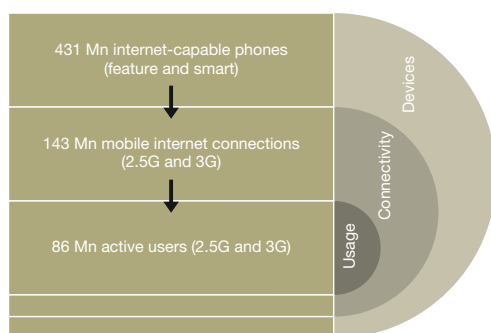 431 Mn internet-capable phones
(feature and smart)
Devices
143 Mn mobile internet connections
(2.5G and 3G)
Connectivity
86 Mn active users (2.5G and 3G)
Usage